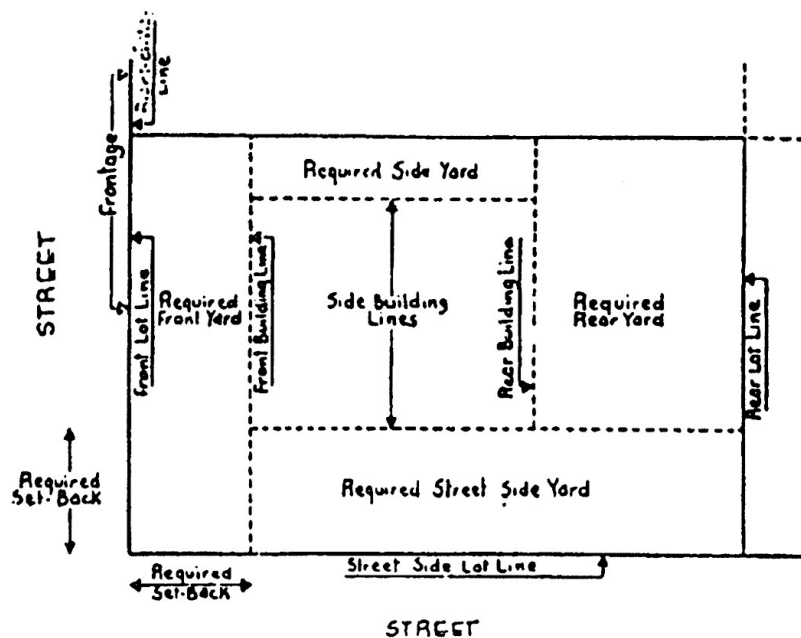 Line
Frontage
Required Side Yard
STREET
Front Lot Line
Required
Front Yard
Front Building Line
Side Building
Lines
Rear Building Line
Required
Rear Yard
Rear Lot Line
Required
Set-Back
Required Street Side Yard
Required
Set-Back
Street Side Lot Line
STREET